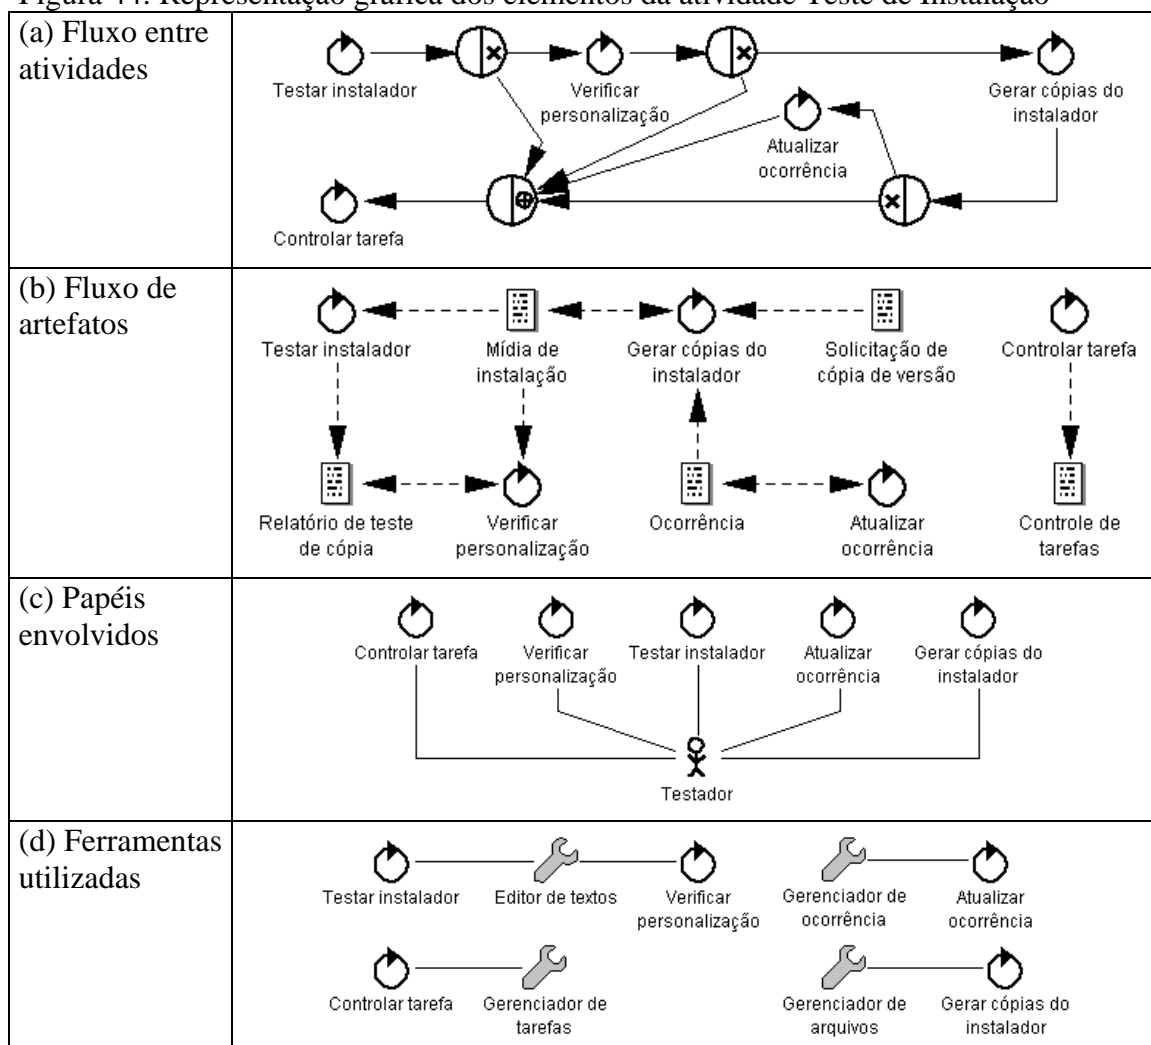 Figura 44: Representação gráfica dos elementos da atividade Teste de Instalação
(a) Fluxo entre
atividades
Testar instalador
Verificar
personalização
Gerar cópias do
instalador
Atualizar
ocorrência
Controlar tarefa
(b) Fluxo de
artefatos
Testar instalador
Mídia de
instalação
Gerar cópias do
instalador
Solicitação de
cópia de versão
Controlar tarefa
Relatório de teste
de cópia
Verificar
personalização
Ocorrência
Atualizar
ocorrência
Controle de
tarefas
(c) Papéis
envolvidos
Controlar tarefa
Verificar
personalização
Testar instalador
Atualizar
ocorrência
Gerar cópias do
instalador
Testador
(d) Ferramentas
utilizadas
Testar instalador
Editor de textos
Verificar
personalização
Gerenciador de
ocorrência
Atualizar
ocorrência
Controlar tarefa
Gerenciador de
tarefas
Gerenciador de
arquivos
Gerar cópias do
instalador